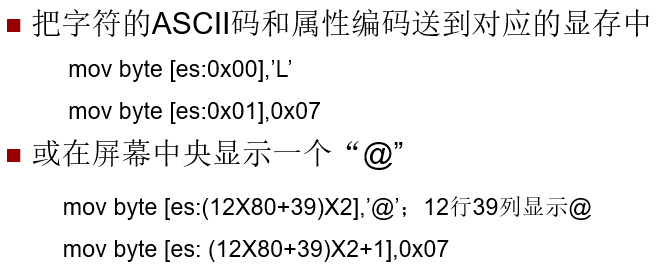 把字符的ASCII码和属性编码送到对应的显存中
mov byte [es:0x00],’L’
mov byte [es:0x01],0x07
或在屏幕中央显示一个“@”
mov byte [es:(12X80+39)X2],’@’；12行39列显示@
mov byte [es: (12X80+39)X2+1],0x07